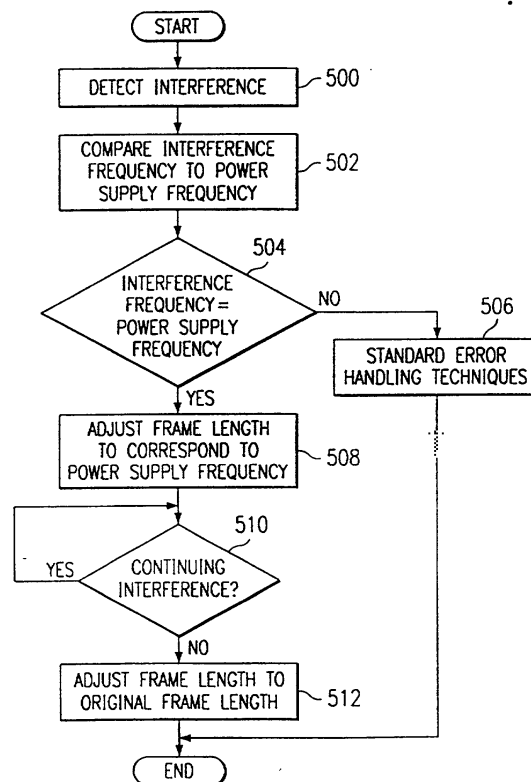 START
DETECT INTERFERENCE
500
COMPARE INTERFERENCE
FREQUENCY TO POWER
SUPPLY FREQUENCY
502
504
INTERFERENCE
FREQUENCY=
POWER SUPPLY
FREQUENCY
NO
506
STANDARD ERROR
HANDLING TECHNIQUES
YES
ADJUST FRAME LENGTH
TO CORRESPOND TO
POWER SUPPLY FREQUENCY
508
510
CONTINUING
INTERFERENCE?
YES
NO
ADJUST FRAME LENGTH TO
ORIGINAL FRAME LENGTH
512
END